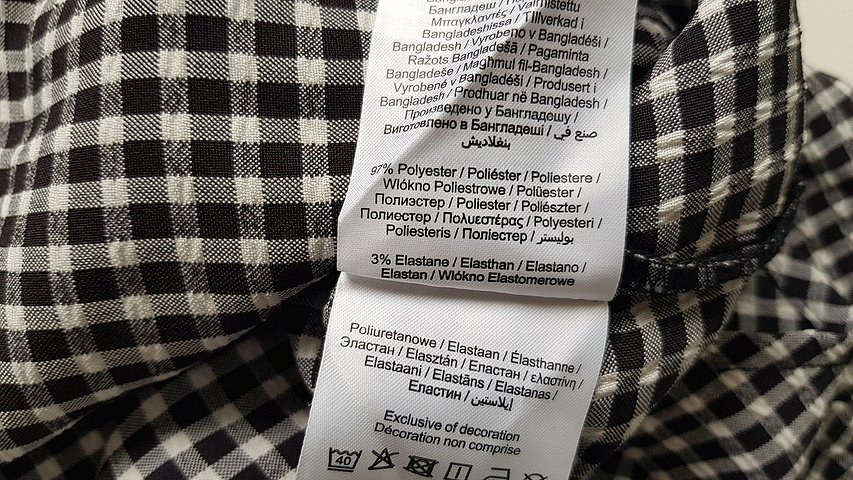 Бангладеш / Valmistettu
Μπαγκλαντές / Tillverkad i
Bangladeshissa / Vyrobeno v Bangladéši /
Bangladesh / Bangladešā / Pagaminta
Ražots Bangladešā / Maghmul fil-Bangladesh /
Bangladeše / Produsert i
Vyrobené v Bangladéši / Prodhuar në Bangladesh /
Bangladesh / Произведено у Бангладешу /
Виготовлено в Бангладеші / صنع في
بنغلاديش
97% Polyester / Poliéster / Poliestere /
Włókno Poliestrowe / Polüester /
Полиэстер / Poliester / Poliészter /
Полиестер / Πολυεστέρας / Polyesteri /
Poliesteris / Поліестер / بوليستر
3% Elastane / Elasthan / Elastano /
Elastan / Włókno Elastomerowe
Poliuretanowe / Elastaan / Élasthanne /
Эластан / Elasztán / Еластан / ελαστίνη /
Elastaani / Elastāns / Elastanas /
Еластин / إيلاستين
Exclusive of decoration
Décoration non comprise
40